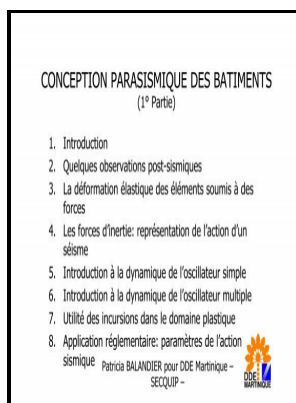 CONCEPTION PARASISMIQUE DES BATIMENTS
(1° Partie)
1. Introduction
2. Quelques observations post-sismiques
3. La déformation élastique des éléments soumis à des
forces
4. Les forces d'inertie: représentation de l'action d'un
séisme
5. Introduction à la dynamique de l'oscillateur simple
6. Introduction à la dynamique de l'oscillateur multiple
7. Utilité des incursions dans le domaine plastique
8. Application réglementaire: paramètres de l'action
sismique
Patricia BALANDIER pour DDE Martinique –
SECQUIP –
DDE
MARTINIQUE